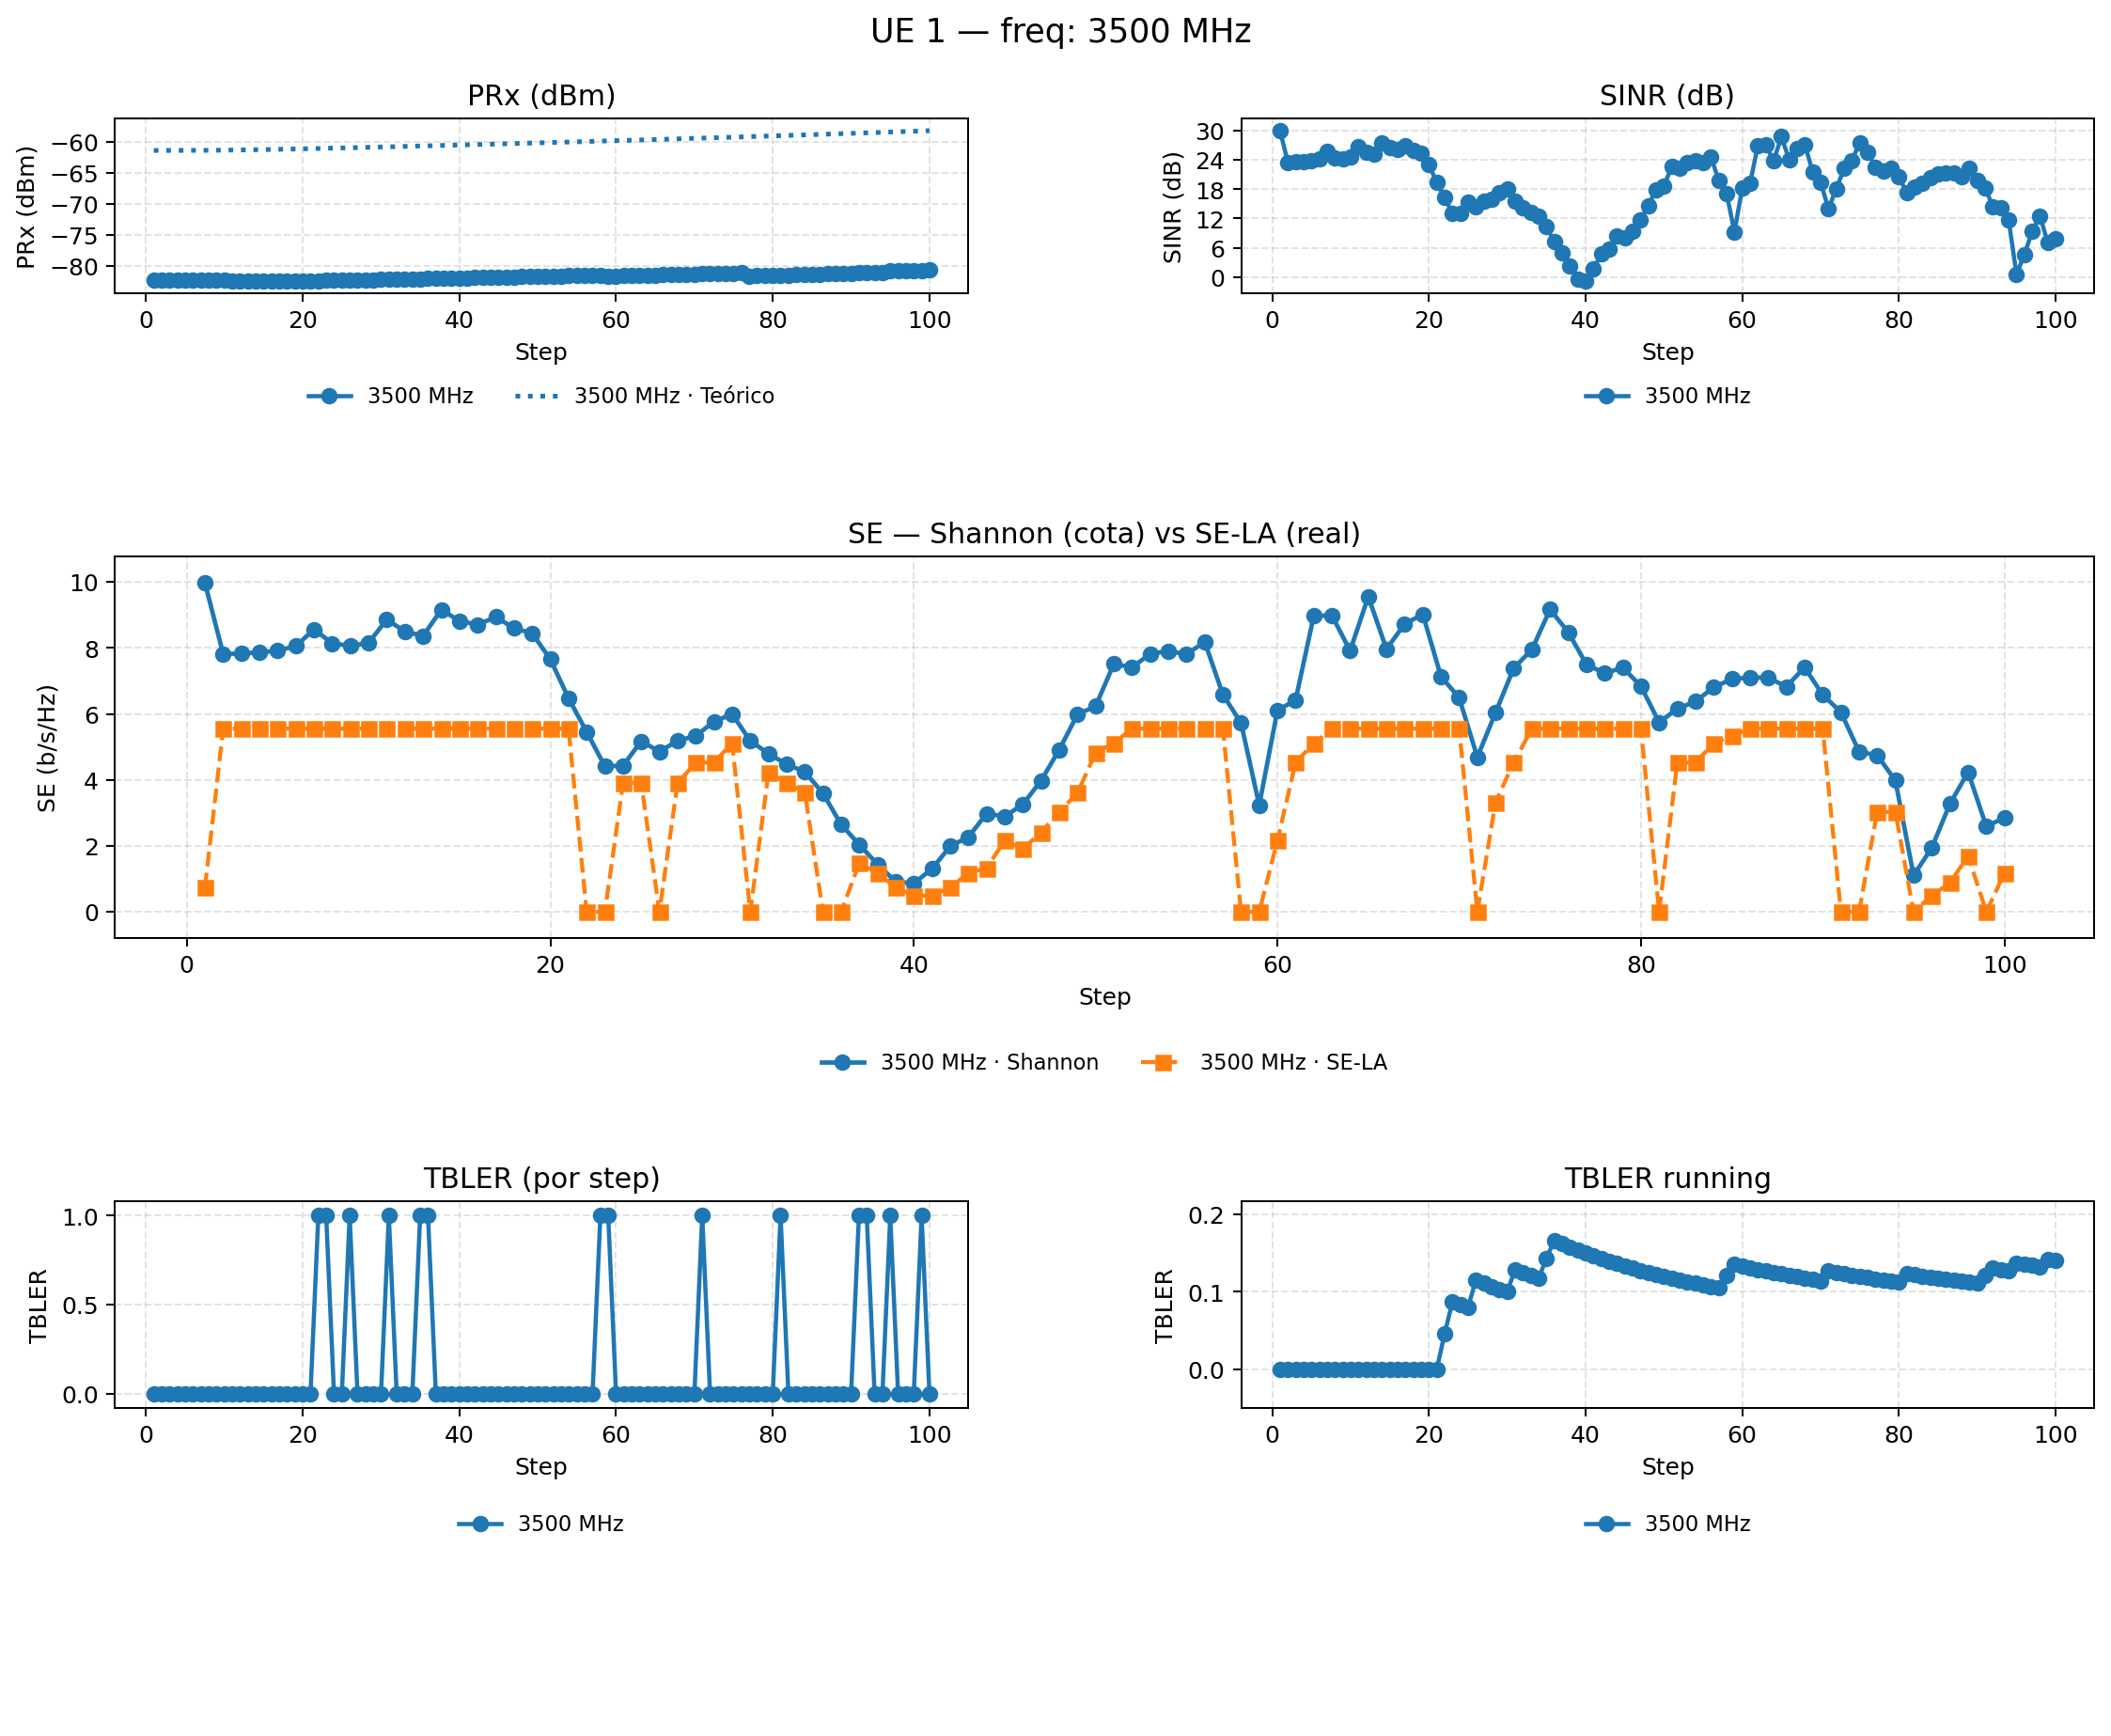 UE 1 — freq: 3500 MHz
PRx (dBm)
PRx (dBm)
−60
−65
−70
−75
−80
0 20 40 60 80 100
Step
3500 MHz 3500 MHz · Teórico
SINR (dB)
SINR (dB)
30
24
18
12
6
0
0 20 40 60 80 100
Step
3500 MHz
SE — Shannon (cota) vs SE-LA (real)
SE (b/s/Hz)
10
8
6
4
2
0
0 20 40 60 80 100
Step
3500 MHz · Shannon 3500 MHz · SE-LA
TBLER (por step)
TBLER
1.0
0.5
0.0
0 20 40 60 80 100
Step
3500 MHz
TBLER running
TBLER
0.2
0.1
0.0
0 20 40 60 80 100
Step
3500 MHz